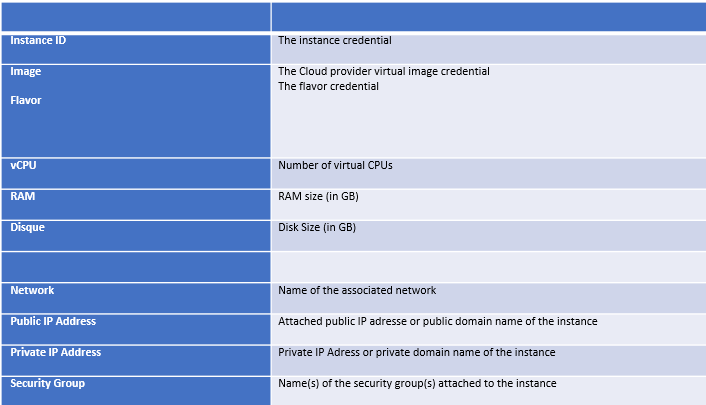 Instance ID The instance credential
Image The Cloud provider virtual image credential
The flavor credential
Flavor
vCPU Number of virtual CPUs
RAM RAM size (in GB)
Disque Disk Size (in GB)
Network Name of the associated network
Public IP Address Attached public IP adresse or public domain name of the instance
Private IP Address Private IP Adress or private domain name of the instance
Security Group Name(s) of the security group(s) attached to the instance